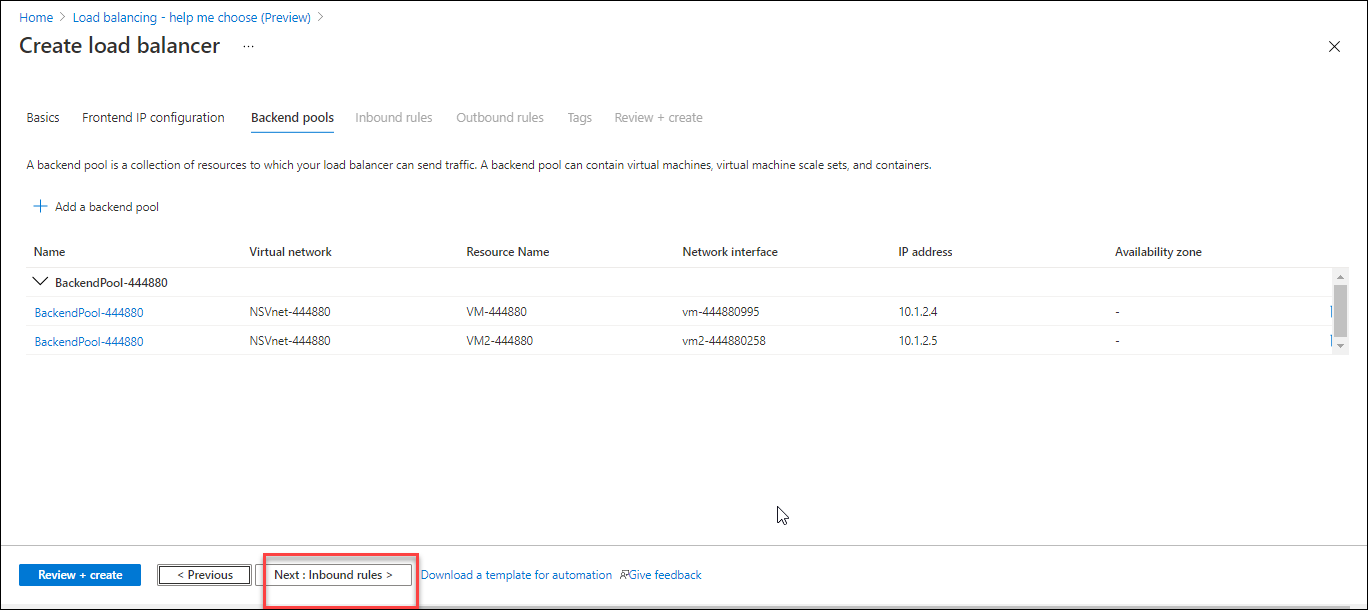 Home > Load balancing - help me choose (Preview) >
Create load balancer ...
Basics Frontend IP configuration Backend pools Inbound rules Outbound rules Tags Review + create
A backend pool is a collection of resources to which your load balancer can send traffic. A backend pool can contain virtual machines, virtual machine scale sets, and containers.
+ Add a backend pool
Name Virtual network Resource Name Network interface IP address Availability zone
BackendPool-444880
BackendPool-444880 NSVnet-444880 VM-444880 vm-444880995 10.1.2.4 -
BackendPool-444880 NSVnet-444880 VM2-444880 vm2-444880258 10.1.2.5 -
Review + create < Previous Next : Inbound rules > Download a template for automation Give feedback